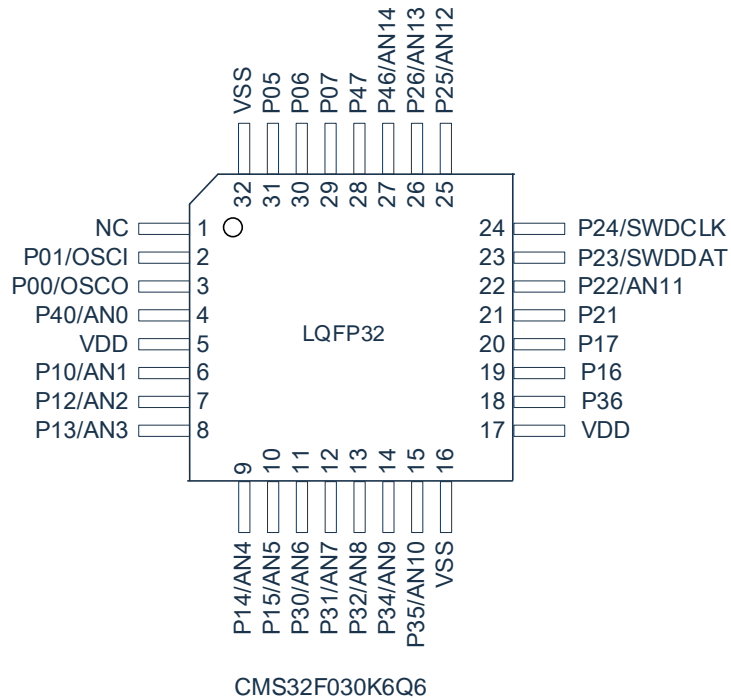 VSS
P05
P06
P07
P47
P46/AN14
P26/AN13
P25/AN12
32
31
30
29
28
27
26
25
NC 1 24 P24/SWDCLK
P01/OSCI 2 23 P23/SWDDAT
P00/OSCO 3 22 P22/AN11
P40/AN0 4 21 P21
LQFP32
VDD 5 20 P17
P10/AN1 6 19 P16
P12/AN2 7 18 P36
P13/AN3 8 17 VDD
9
10
11
12
13
14
15
16
P14/AN4
P15/AN5
P30/AN6
P31/AN7
P32/AN8
P34/AN9
P35/AN10
VSS
CMS32F030K6Q6